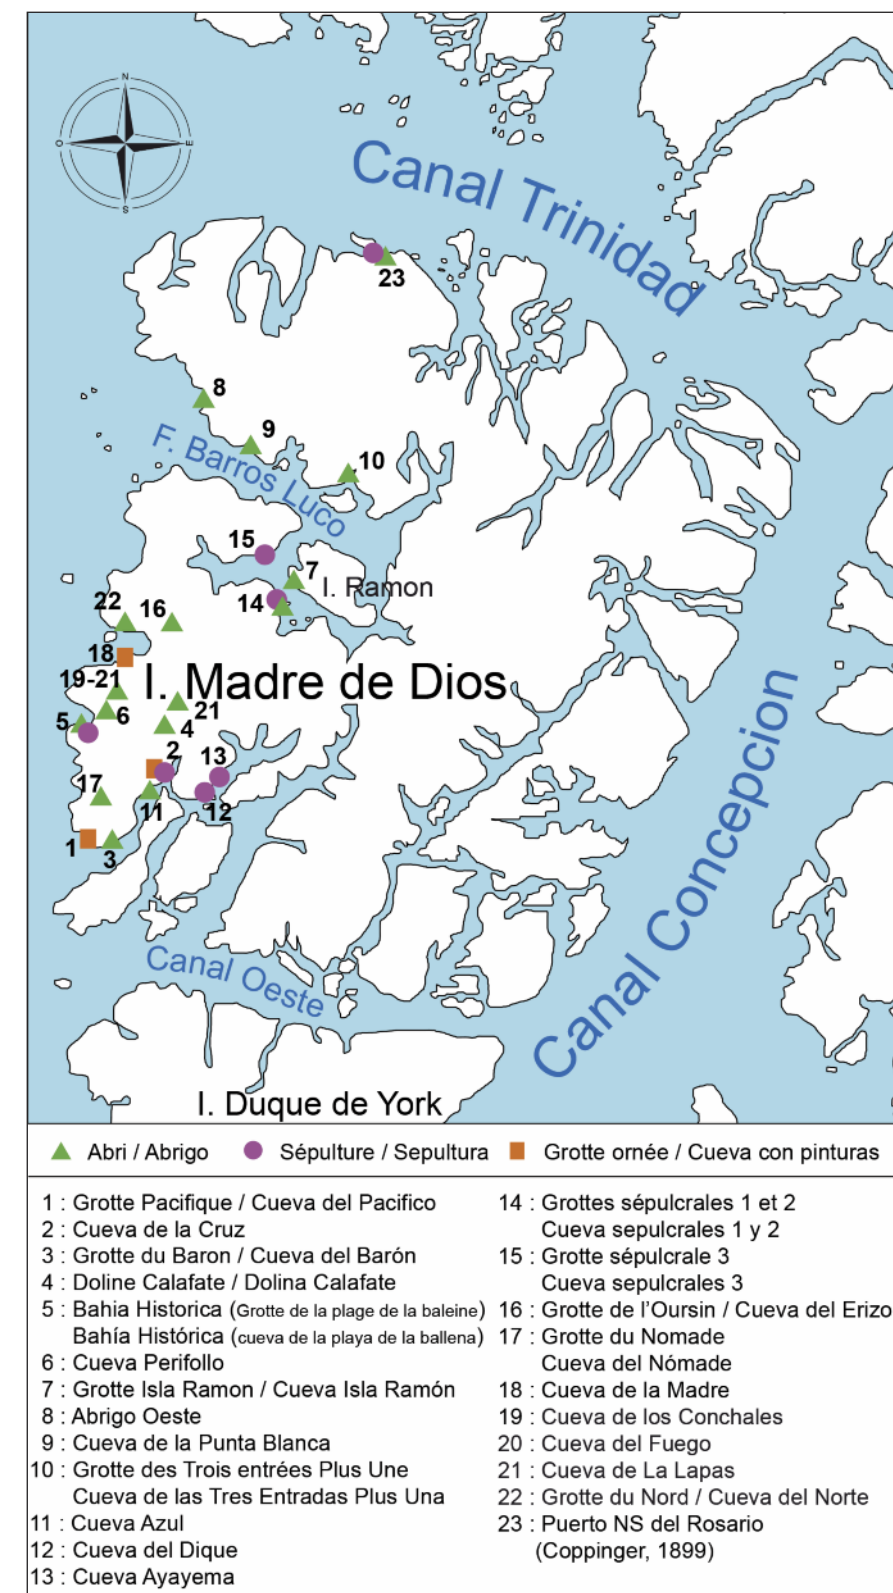 N
O
E
S
Canal Trinidad
23
8
9
F. Barros Luco
10
15
7
I. Ramon
14
22
16
18
19-21
I. Madre de Dios
5
6
21
4
2
13
17
11
12
1
3
Canal Concepcion
Canal Oeste
I. Duque de York
Abri / Abrigo
Sépulture / Sepultura
Grotte ornée / Cueva con pinturas
1 : Grotte Pacifique / Cueva del Pacifico
2 : Cueva de la Cruz
3 : Grotte du Baron / Cueva del Barón
4 : Doline Calafate / Dolina Calafate
5 : Bahia Historica (Grotte de la plage de la baleine)
Bahía Histórica (cueva de la playa de la ballena)
6 : Cueva Perifollo
7 : Grotte Isla Ramon / Cueva Isla Ramón
8 : Abrigo Oeste
9 : Cueva de la Punta Blanca
10 : Grotte des Trois entrées Plus Une
Cueva de las Tres Entradas Plus Una
11 : Cueva Azul
12 : Cueva del Dique
13 : Cueva Ayayema
14 : Grottes sépulcrales 1 et 2
Cueva sepulcrales 1 y 2
15 : Grotte sépulcrale 3
Cueva sepulcrales 3
16 : Grotte de l'Oursin / Cueva del Erizo
17 : Grotte du Nomade
Cueva del Nómade
18 : Cueva de la Madre
19 : Cueva de los Conchales
20 : Cueva del Fuego
21 : Cueva de La Lapas
22 : Grotte du Nord / Cueva del Norte
23 : Puerto NS del Rosario
(Coppinger, 1899)